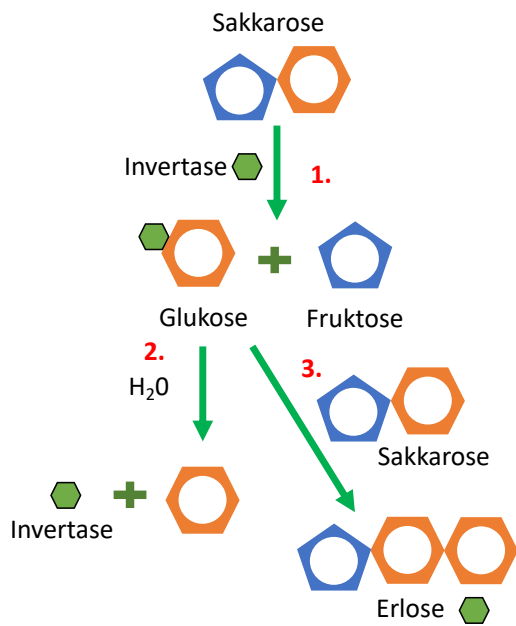 Sakkarose
Invertase
1.
Glukose
Fruktose
2.
H₂0
3.
Sakkarose
Invertase
Erlose